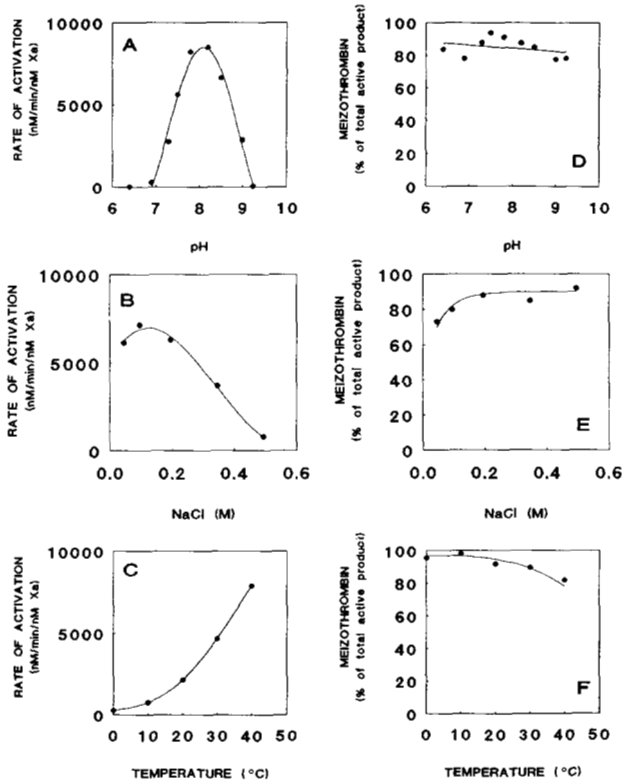 A
RATE OF ACTIVATION
(nM/min/nM Xa)
10000
5000
0
6 7 8 9 10
pH
D
MEIZOTHROMBIN
(% of total active product)
100
80
60
40
20
0
6 7 8 9 10
pH
B
RATE OF ACTIVATION
(nM/min/nM Xa)
10000
5000
0
0.0 0.2 0.4 0.6
NaCl (M)
E
MEIZOTHROMBIN
(% of total active product)
100
80
60
40
20
0
0.0 0.2 0.4 0.6
NaCl (M)
C
RATE OF ACTIVATION
(nM/min/nM Xa)
10000
5000
0
0 10 20 30 40 50
TEMPERATURE (°C)
F
MEIZOTHROMBIN
(% of total active product)
100
80
60
40
20
0
0 10 20 30 40 50
TEMPERATURE (°C)